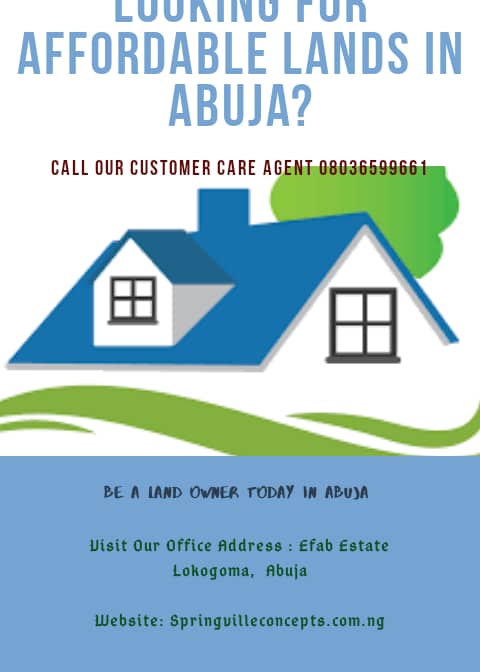 LOOKING FOR
AFFORDABLE LANDS IN
ABUJA?
CALL OUR CUSTOMER CARE AGENT 08036599661
BE A LAND OWNER TODAY IN ABUJA
Visit Our Office Address : Efab Estate
Lokogoma, Abuja
Website: Springvilleconcepts.com.ng